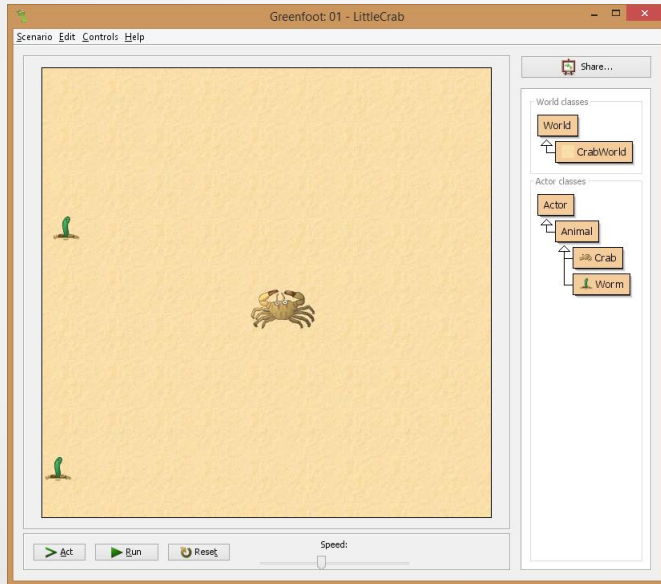 Greenfoot: 01 - LittleCrab
Scenario Edit Controls Help
Share...
World classes
World
CrabWorld
Actor classes
Actor
Animal
Crab
Worm
Act Run Reset Speed: